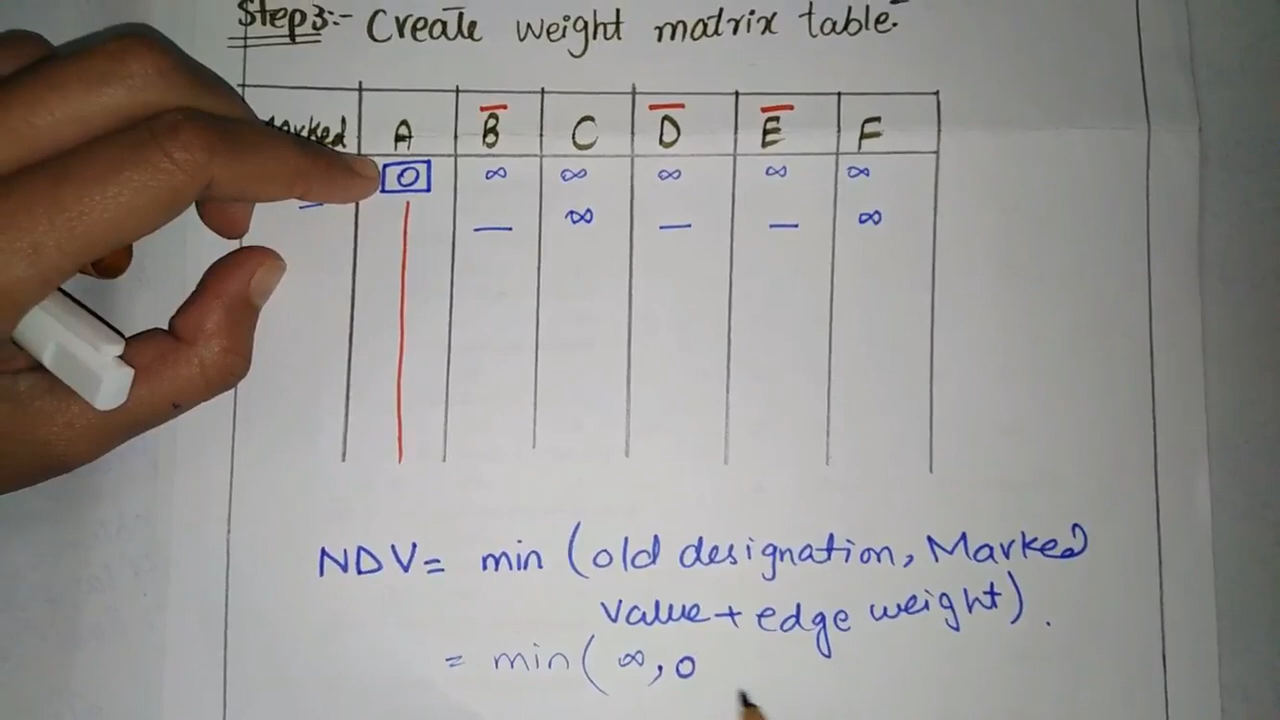 Step3:- Create weight matrix table.
A B C D E F
0 ∞ ∞ ∞ ∞ ∞
— — ∞ — — ∞
NDV= min (old designation, Marked
value + edge weight).
= min( ∞, 0